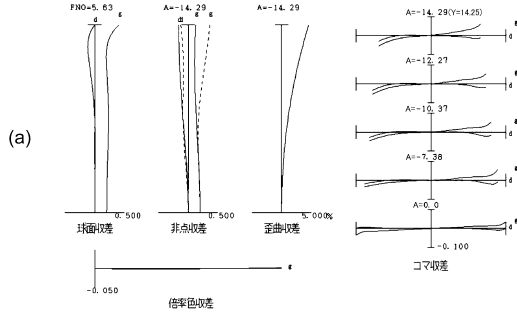 FNO=5.63
A=-14.29
A=-14.29
d g
d g g
0.500
球面収差
0.500
非点収差
5.000%
歪曲収差
(a)
g
-0.050
倍率色収差
A=-14.29(Y=14.25)
g
d
A=-12.27
g
d
A=-10.37
g
d
A=-7.38
g
d
A=0.0
g
d
-0.100
コマ収差